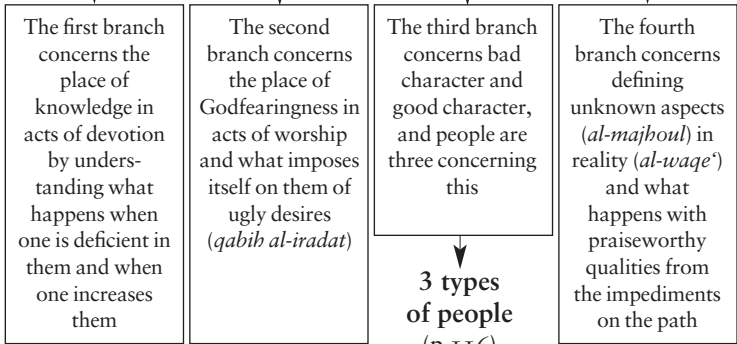 The first branch
concerns the
place of
knowledge in
acts of devotion
by unders-
tanding what
happens when
one is deficient in
them and when
one increases
them
The second
branch concerns
the place of
Godfearingness in
acts of worship
and what imposes
itself on them of
ugly desires
(qabih al-iradat)
The third branch
concerns bad
character and
good character,
and people are
three concerning
this
3 types
of people
The fourth
branch concerns
defining
unknown aspects
(al-majhoul) in
reality (al-waqe‘)
and what
happens with
praiseworthy
qualities from
the impediments
on the path